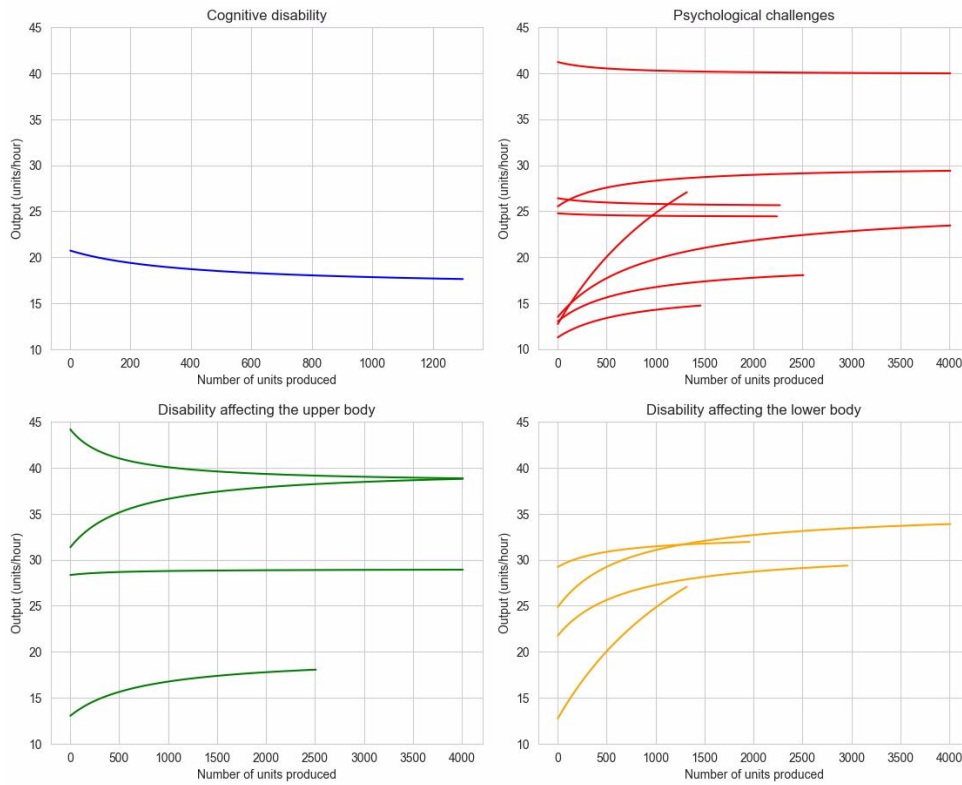 Cognitive disability
45
40
35
30
25
20
15
10
Output (units/hour)
0 200 400 600 800 1000 1200
Number of units produced
Psychological challenges
45
40
35
30
25
20
15
10
Output (units/hour)
0 500 1000 1500 2000 2500 3000 3500 4000
Number of units produced
Disability affecting the upper body
45
40
35
30
25
20
15
10
Output (units/hour)
0 500 1000 1500 2000 2500 3000 3500 4000
Number of units produced
Disability affecting the lower body
45
40
35
30
25
20
15
10
Output (units/hour)
0 500 1000 1500 2000 2500 3000 3500 4000
Number of units produced